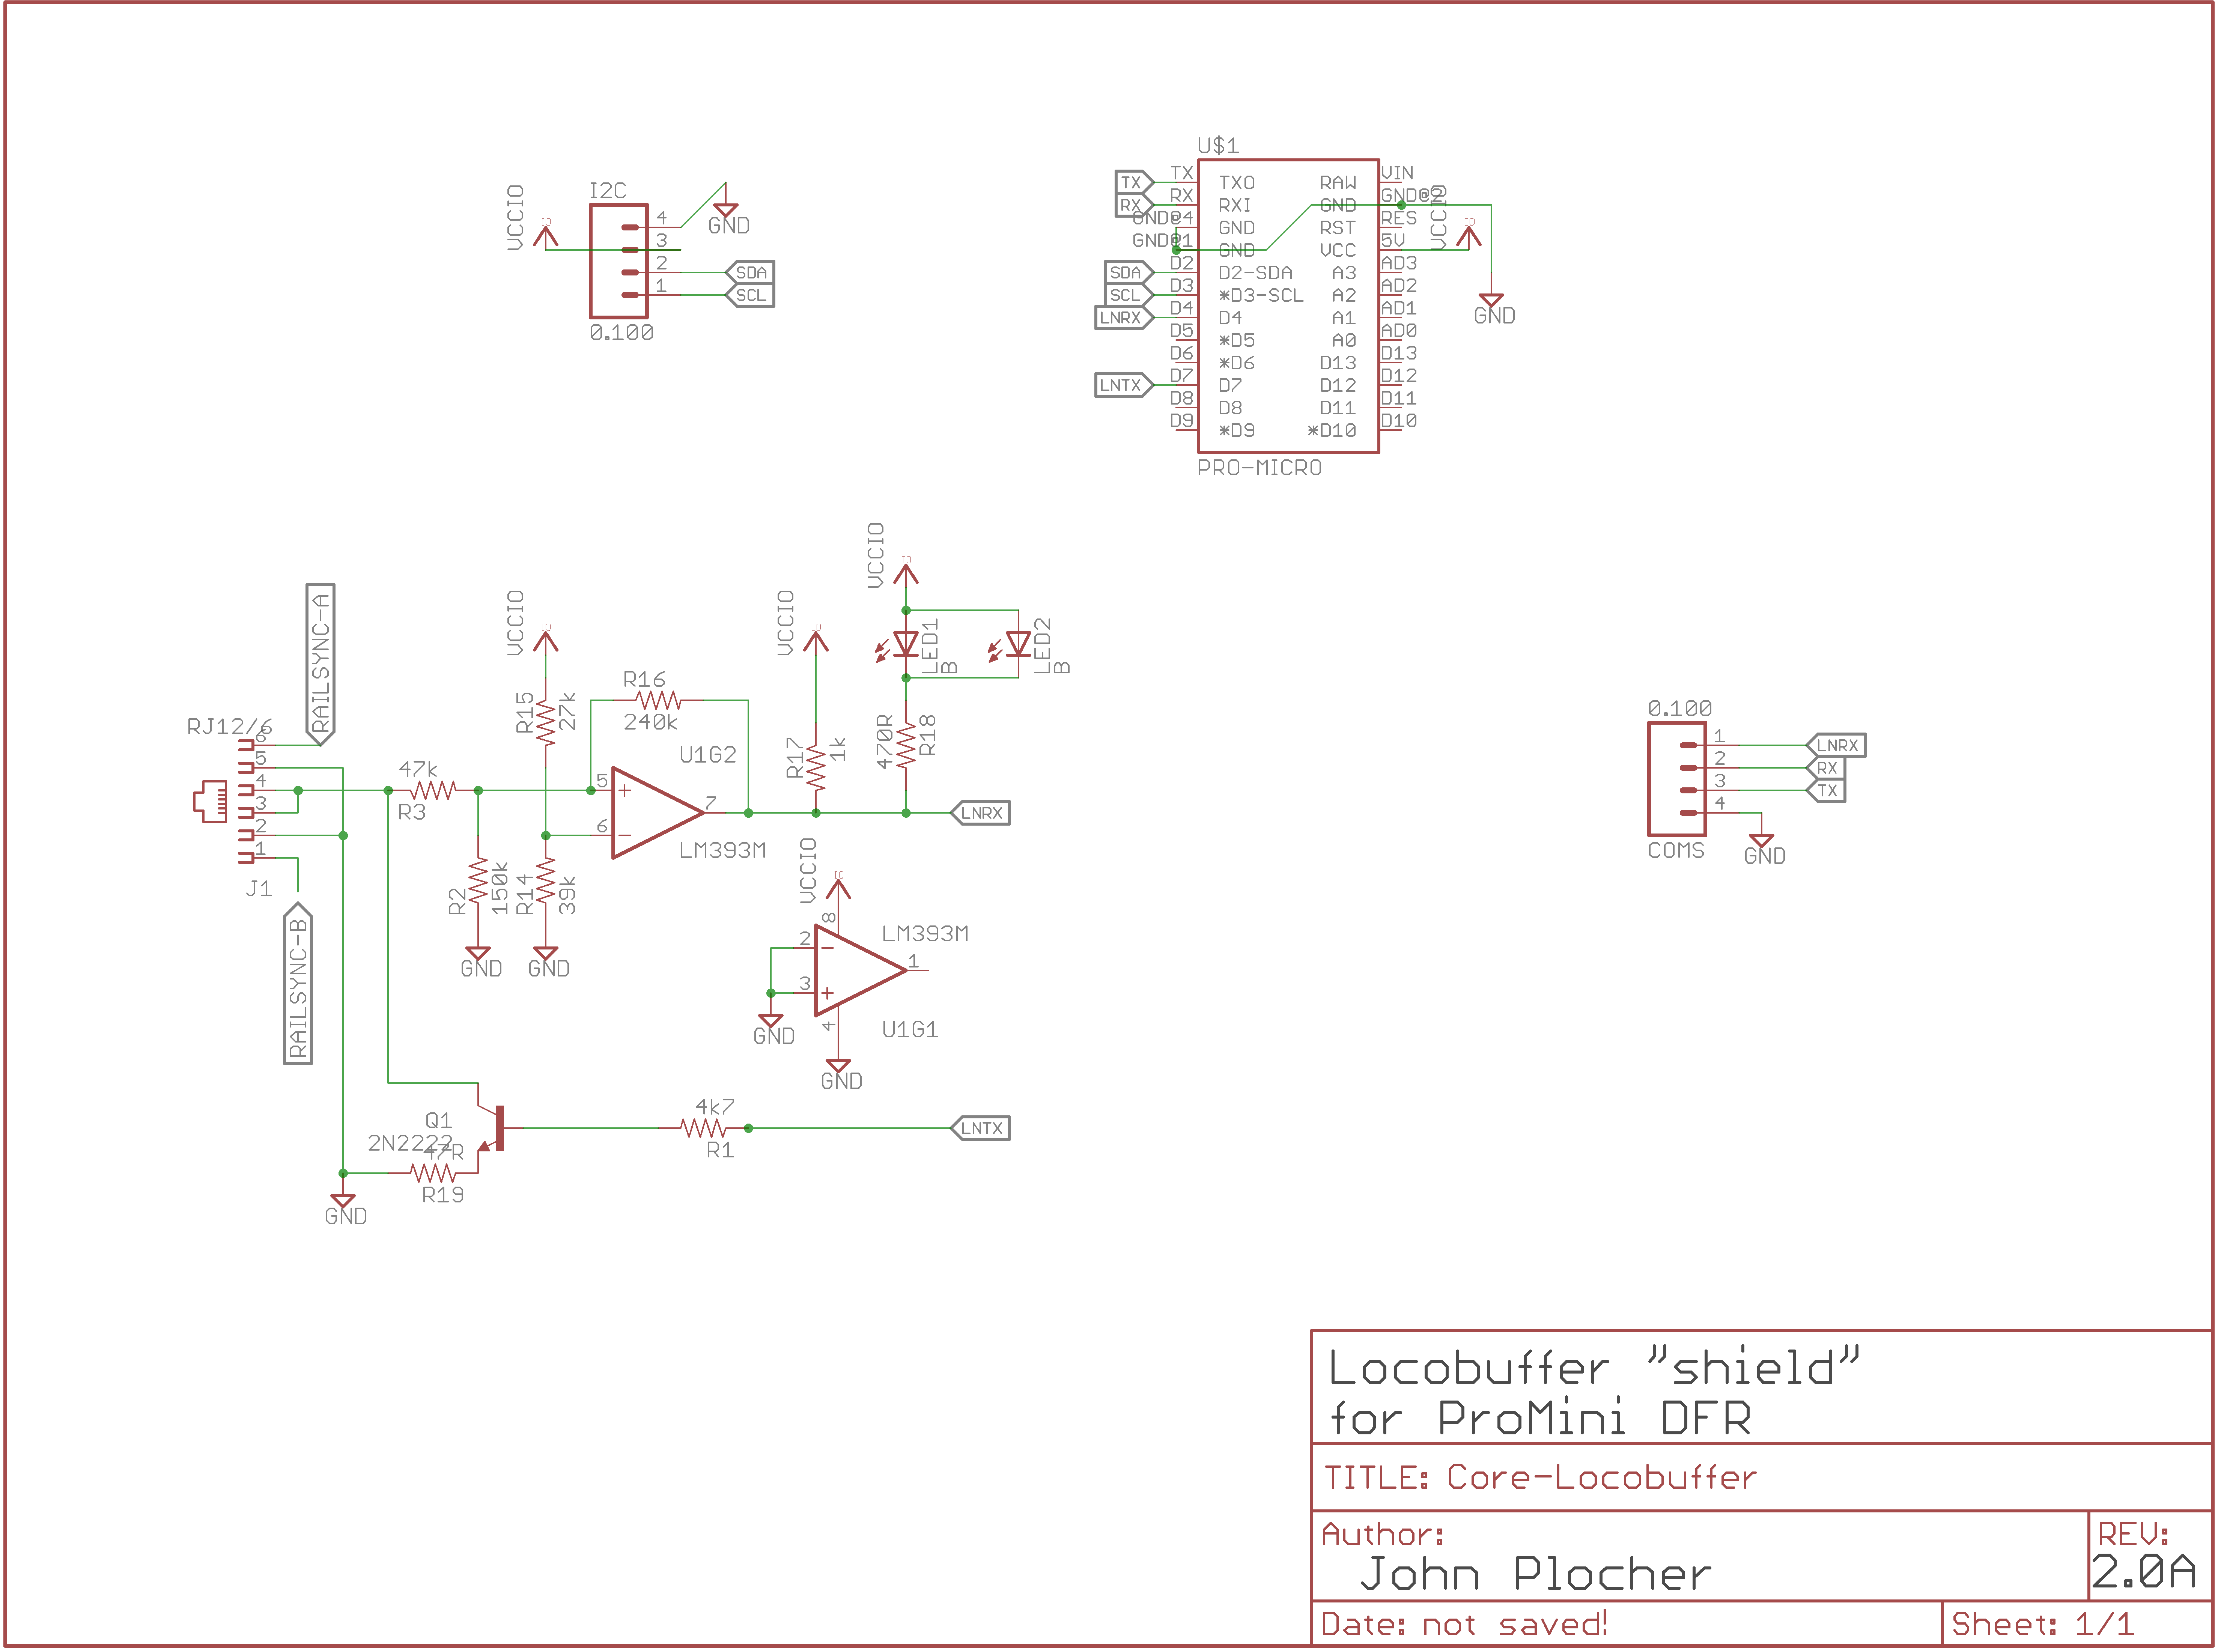 I2C
VCCIO
IO
4
3
2
1
GND
SDA
SCL
0.100
U$1
TX
RX
GND@4
GND@1
D2
D3
D4
D5
D6
D7
D8
D9
TX
RX
SDA
SCL
LNRX
LNTX
TXO
RXI
GND
GND
D2-SDA
*D3-SCL
D4
*D5
*D6
D7
D8
*D9
RAW
GND
RST
VCC
A3
A2
A1
A0
D13
D12
D11
*D10
VIN
GND@2
RES
5V
AD3
AD2
AD1
AD0
D13
D12
D11
D10
VCCIO
IO
GND
PRO-MICRO
RAILSYNC-A
RJ12/6
6
5
4
3
2
1
J1
RAILSYNC-B
47k
R3
R2
150k
GND
VCCIO
IO
R15
27k
R14
39k
GND
R16
240k
U1G2
5
6
7
LM393M
VCCIO
IO
R17
1k
VCCIO
IO
LED1
B
LED2
B
470R
R18
LNRX
VCCIO
IO
8
LM393M
2
3
1
4
U1G1
GND
GND
Q1
2N2222
47R
R19
GND
4k7
R1
LNTX
0.100
1
2
3
4
LNRX
RX
TX
COMS
GND
Locobuffer "shield"
for ProMini DFR
TITLE: Core-Locobuffer
Author:
John Plocher
REV:
2.0A
Date: not saved!
Sheet: 1/1